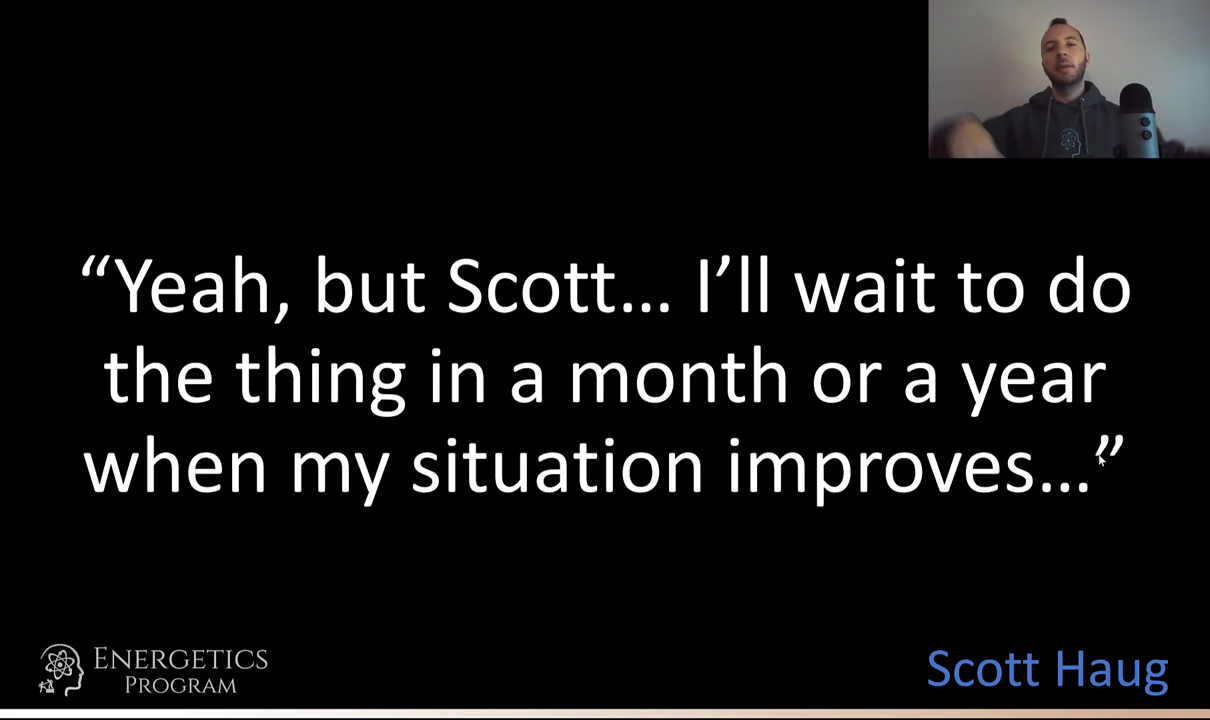 “Yeah, but Scott... I’ll wait to do
the thing in a month or a year
when my situation improves...”
ENERGETICS
PROGRAM
Scott Haug